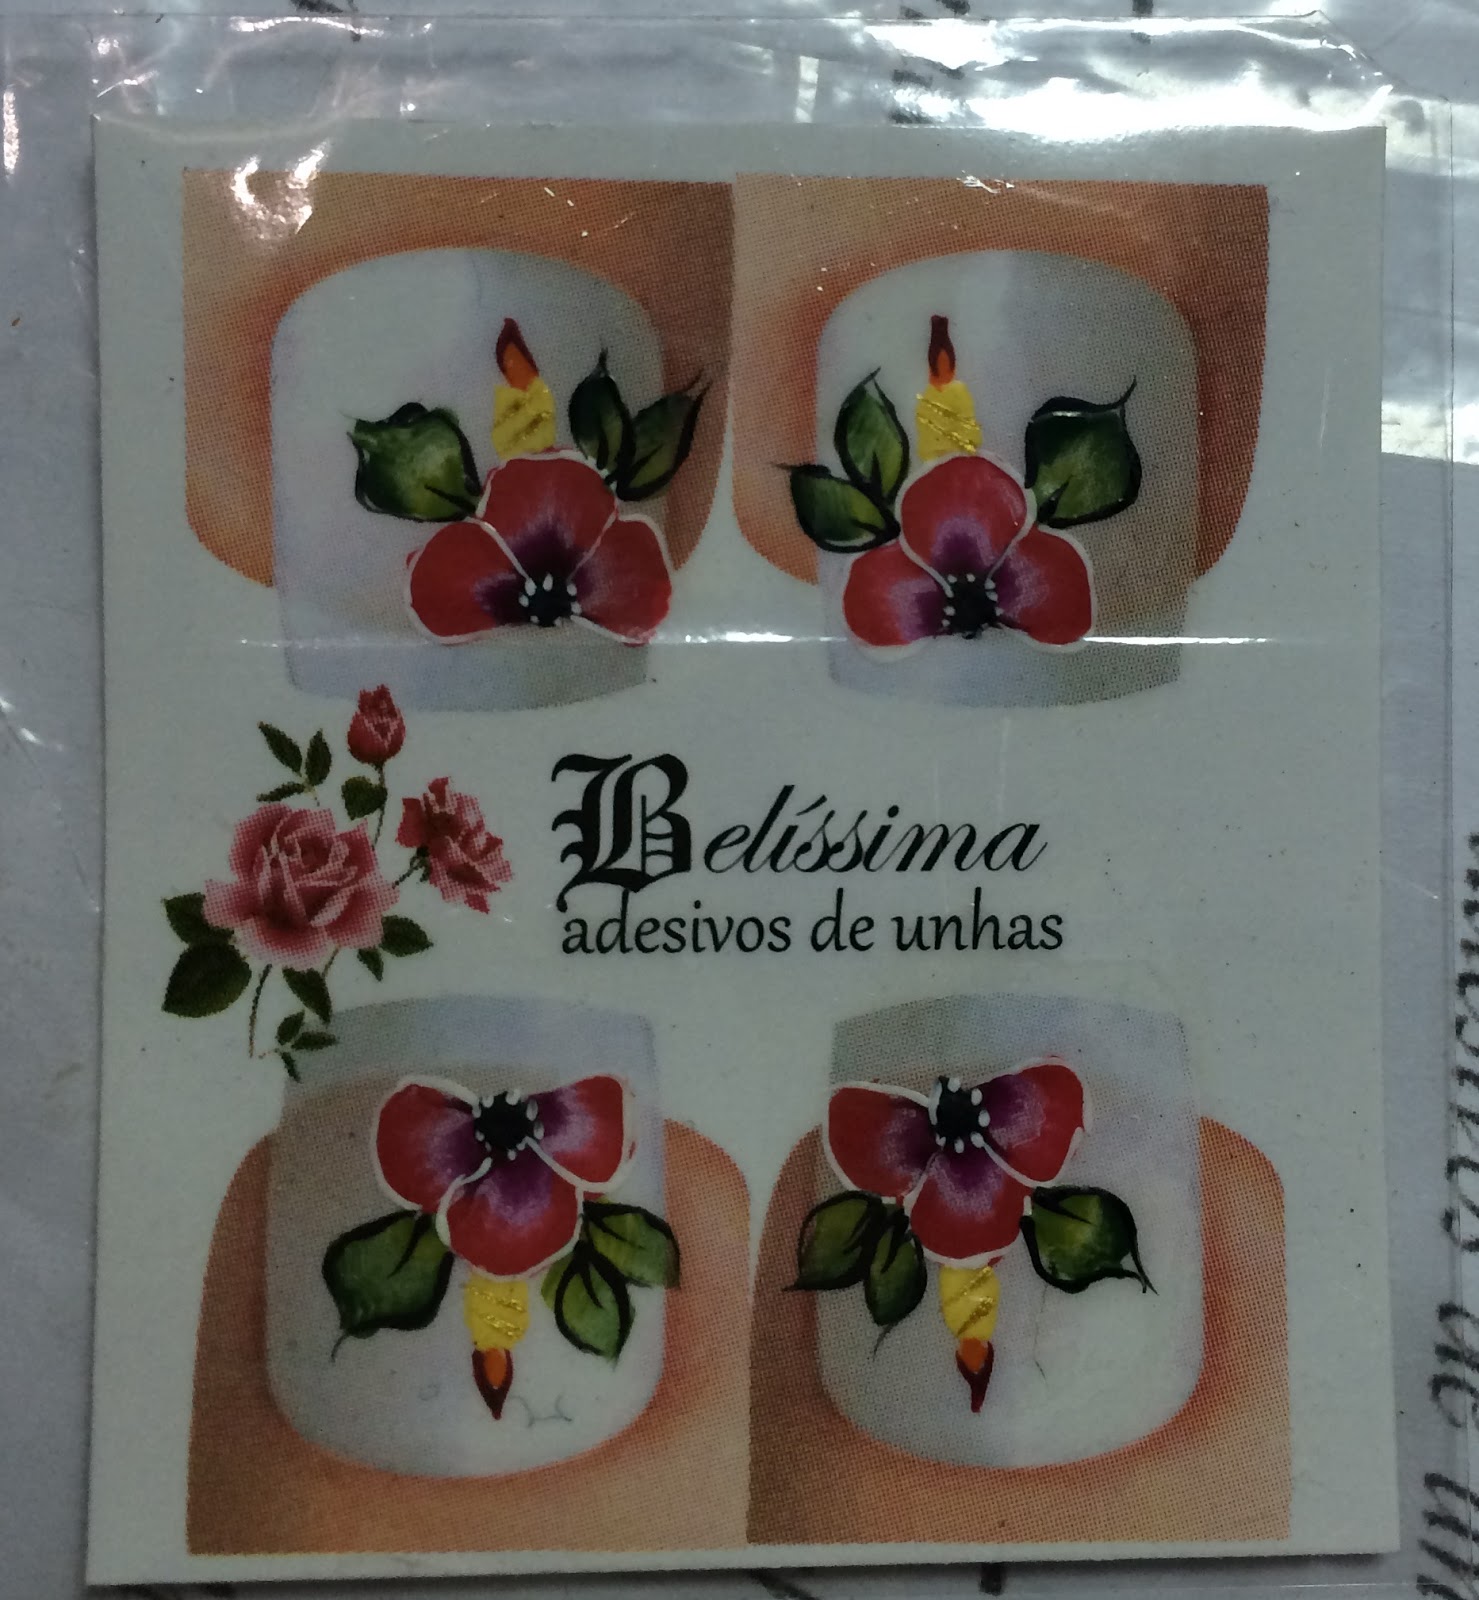 Belíssima
adesivos de unhas